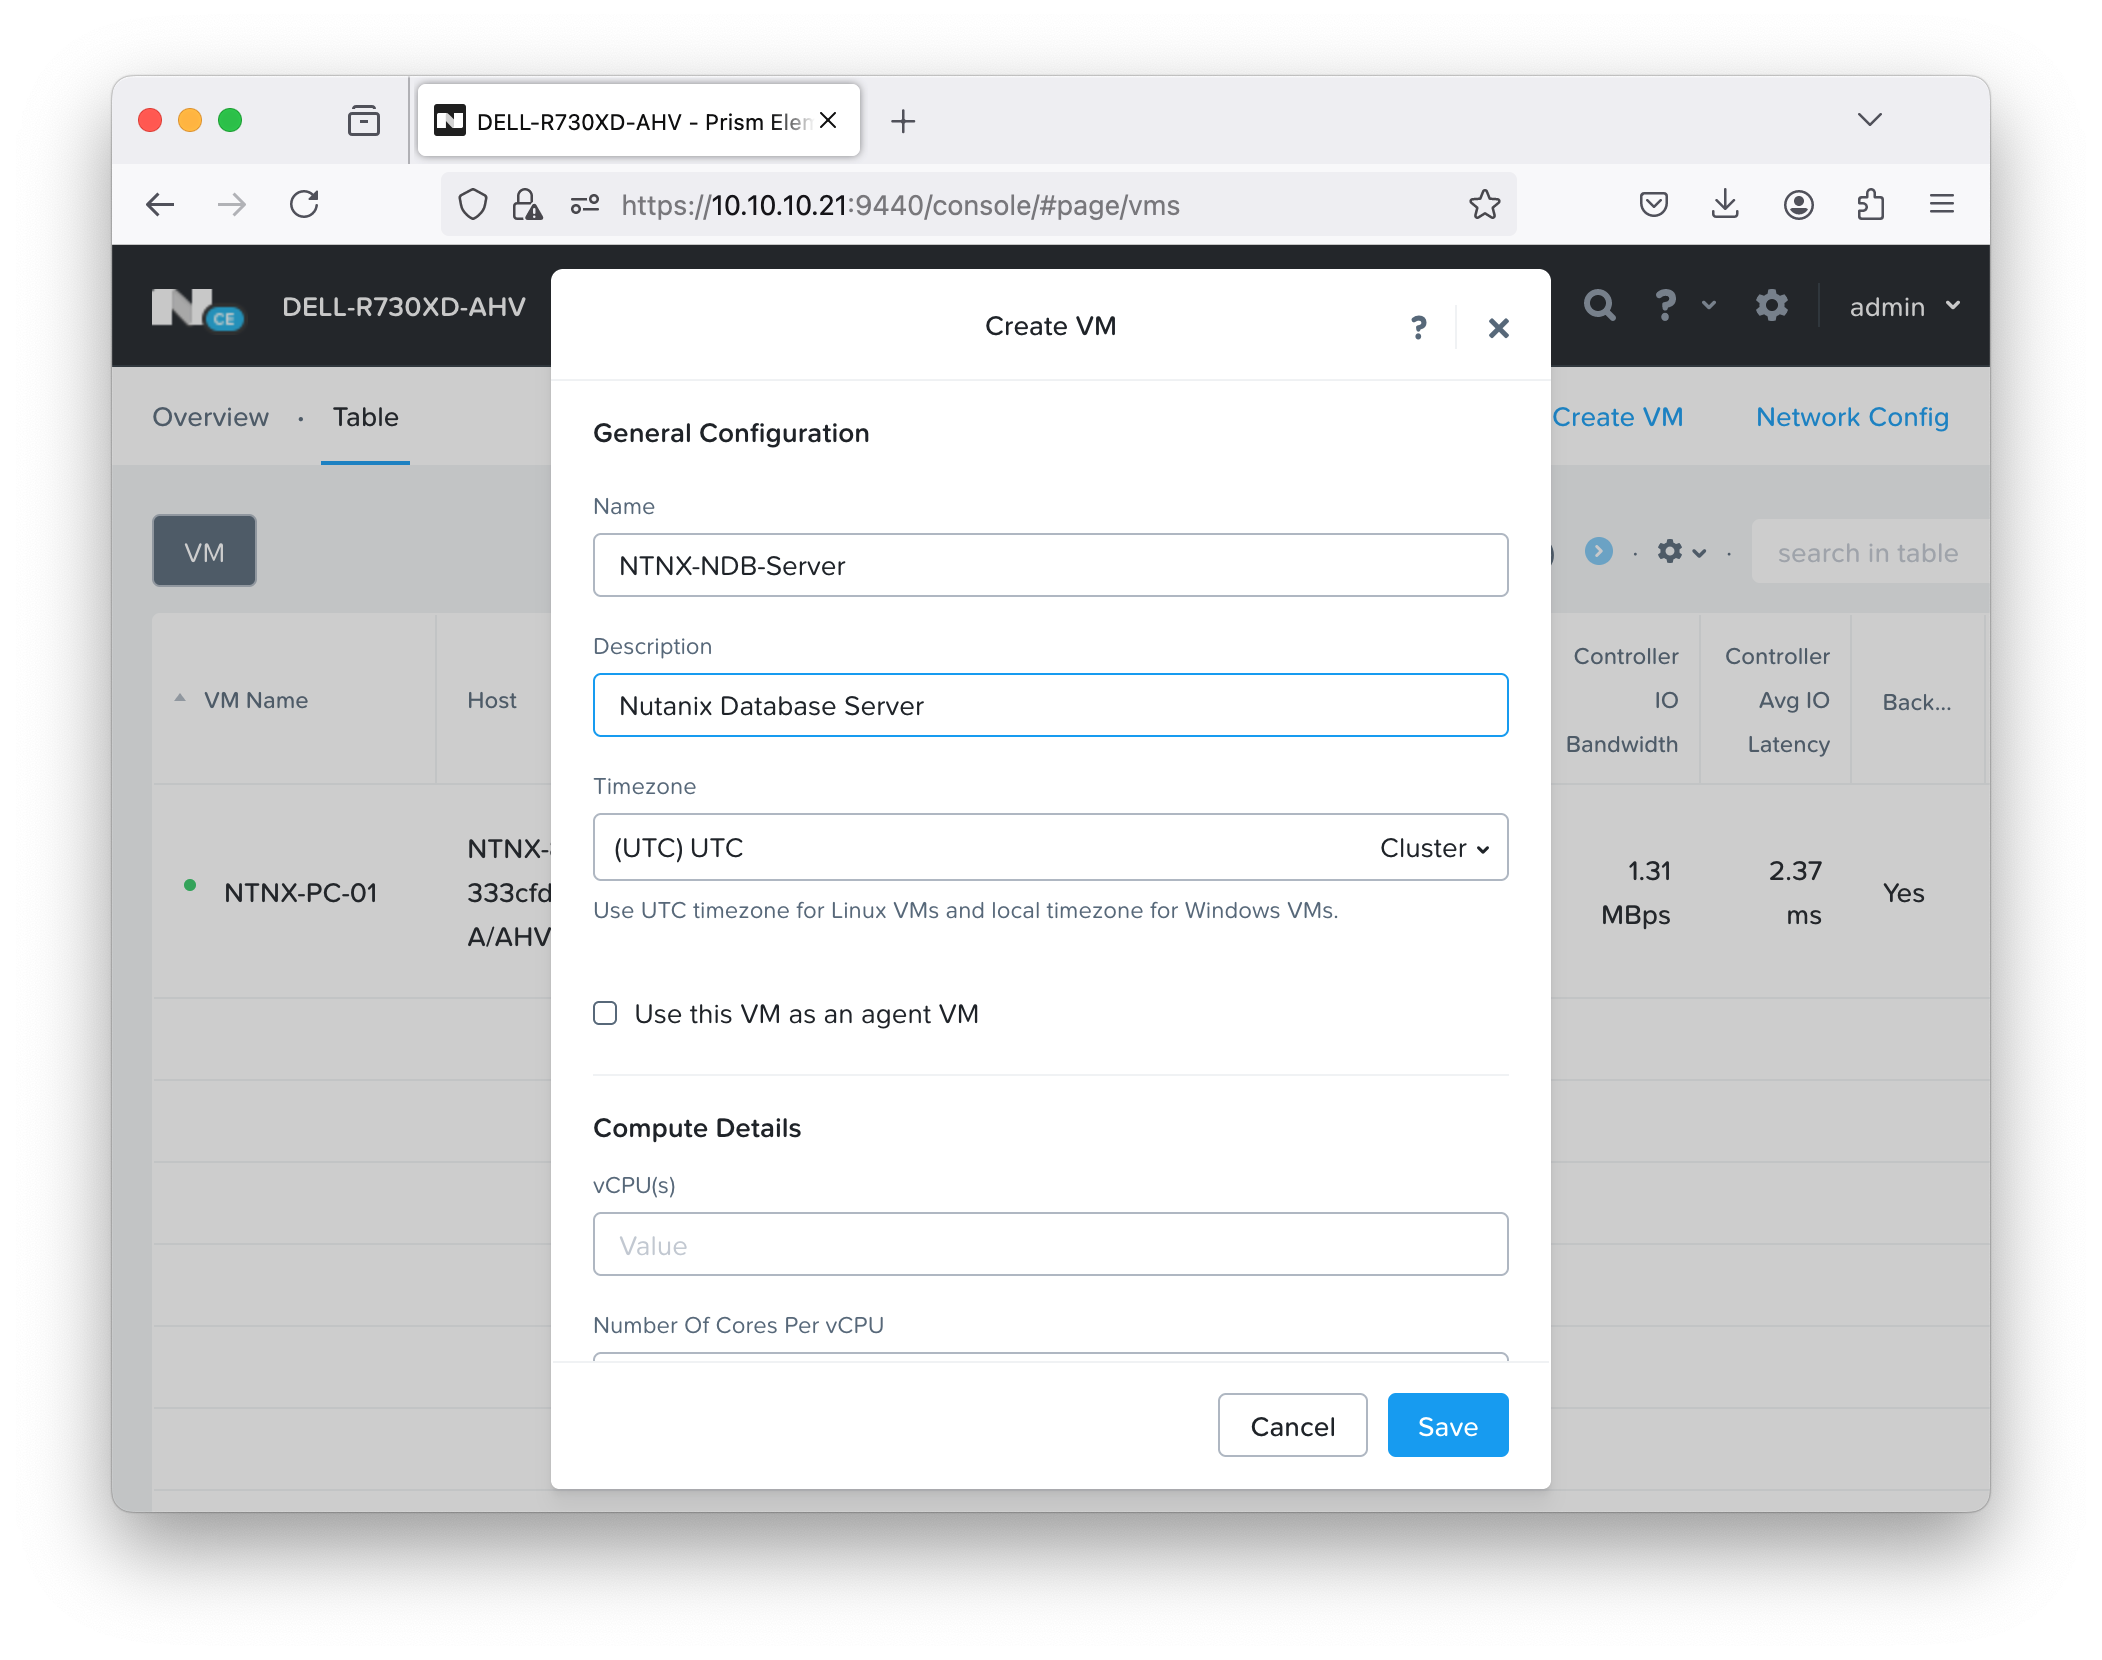 DELL-R730XD-AHV - Prism Elem
https://10.10.10.21:9440/console/#page/vms
N CE
DELL-R730XD-AHV
? admin
Overview · Table
Create VM
Network Config
VM
search in table
VM Name
Host
Controller
IO
Bandwidth
Controller
Avg IO
Latency
Back...
NTNX-PC-01
NTNX-
333cfd
A/AHV
1.31
MBps
2.37
ms
Yes
Create VM
?
General Configuration
Name
NTNX-NDB-Server
Description
Nutanix Database Server
Timezone
(UTC) UTC
Cluster
Use UTC timezone for Linux VMs and local timezone for Windows VMs.
Use this VM as an agent VM
Compute Details
vCPU(s)
Value
Number Of Cores Per vCPU
Cancel
Save